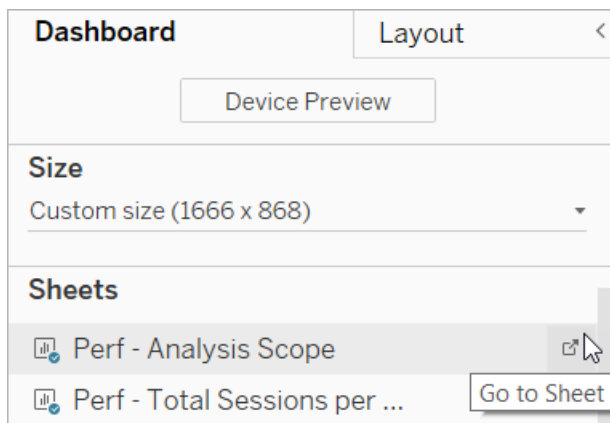 Dashboard
Layout
Device Preview
Size
Custom size (1666 x 868)
Sheets
Perf - Analysis Scope
Go to Sheet
Perf - Total Sessions per ...